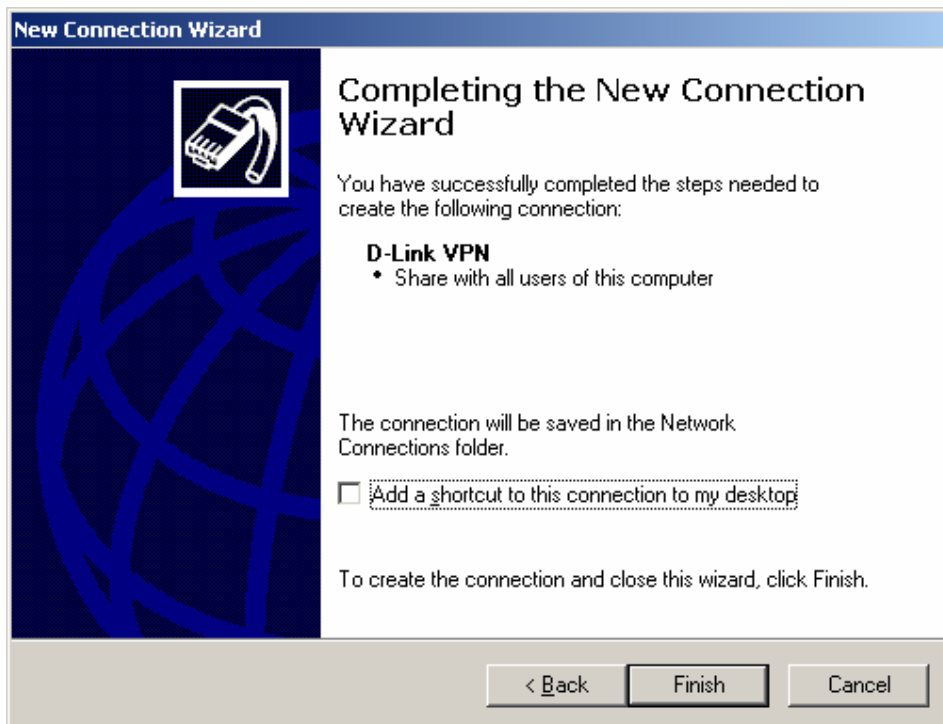 New Connection Wizard
Completing the New Connection
Wizard
You have successfully completed the steps needed to
create the following connection:
D-Link VPN
• Share with all users of this computer
The connection will be saved in the Network
Connections folder.
Add a shortcut to this connection to my desktop
To create the connection and close this wizard, click Finish.
< Back Finish Cancel